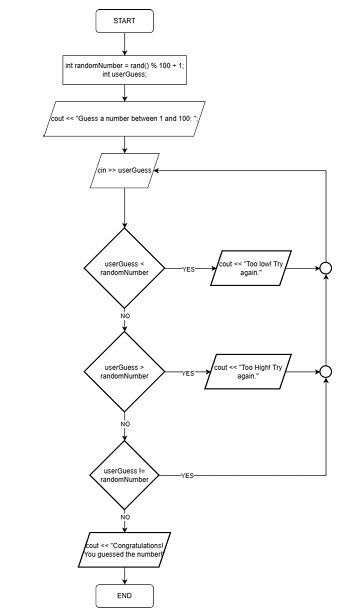 START
int randomNumber = rand() % 100 + 1;
int userGuess;
cout << "Guess a number between 1 and 100: ";
cin >> userGuess
userGuess <
randomNumber
YES
cout << "Too low! Try
again."
NO
userGuess >
randomNumber
YES
cout << "Too High! Try
again."
NO
userGuess !=
randomNumber
YES
NO
cout << "Congratulations!
You guessed the number!
END